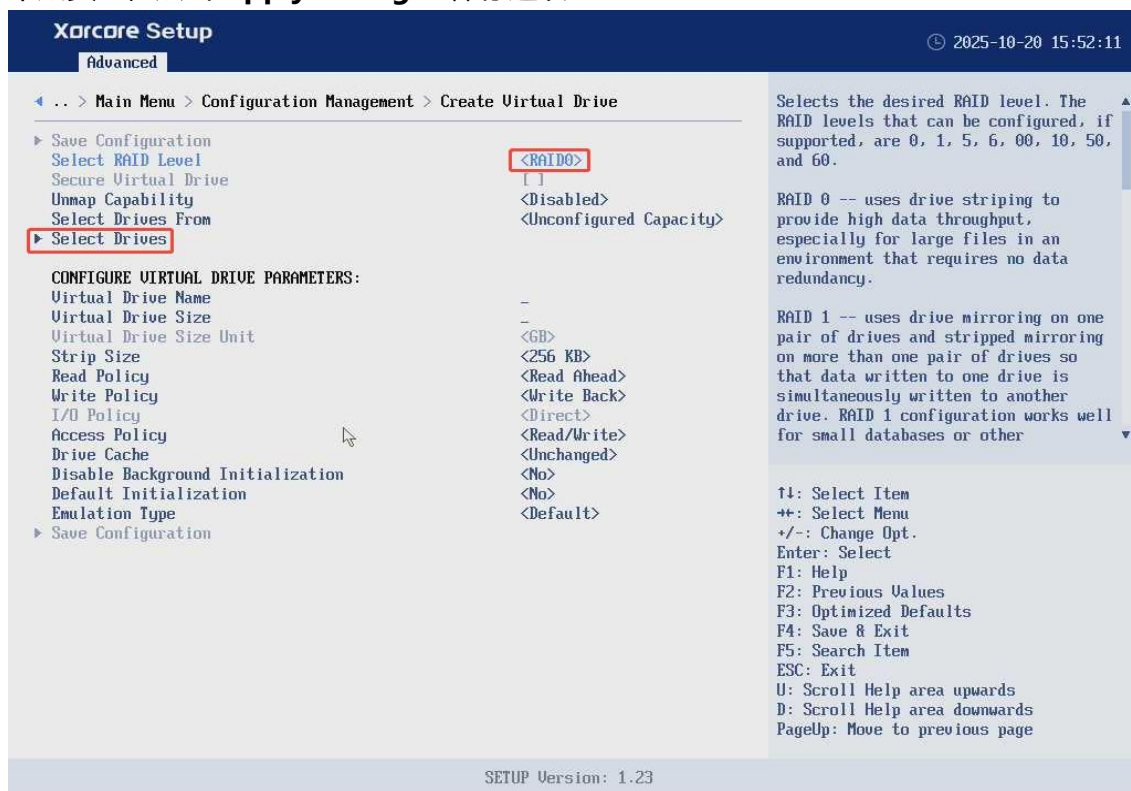 Apply Changes
Xarcare Setup
2025-10-20 15:52:11
Advanced
.. > Main Menu > Configuration Management > Create Virtual Drive
Save Configuration
Select RAID Level <RAID0>
Secure Virtual Drive [ ]
Unmap Capability <Disabled>
Select Drives From <Unconfigured Capacity>
Select Drives
CONFIGURE VIRTUAL DRIVE PARAMETERS:
Virtual Drive Name _
Virtual Drive Size _
Virtual Drive Size Unit <GB>
Strip Size <256 KB>
Read Policy <Read Ahead>
Write Policy <Write Back>
I/O Policy <Direct>
Access Policy <Read/Write>
Drive Cache <Unchanged>
Disable Background Initialization <No>
Default Initialization <No>
Emulation Type <Default>
Save Configuration
Selects the desired RAID level. The
RAID levels that can be configured, if
supported, are 0, 1, 5, 6, 00, 10, 50,
and 60.
RAID 0 -- uses drive striping to
provide high data throughput,
especially for large files in an
environment that requires no data
redundancy.
RAID 1 -- uses drive mirroring on one
pair of drives and stripped mirroring
on more than one pair of drives so
that data written to one drive is
simultaneously written to another
drive. RAID 1 configuration works well
for small databases or other
↑↓: Select Item
→←: Select Menu
+/-: Change Opt.
Enter: Select
F1: Help
F2: Previous Values
F3: Optimized Defaults
F4: Save & Exit
F5: Search Item
ESC: Exit
U: Scroll Help area upwards
D: Scroll Help area downwards
PageUp: Move to previous page
SETUP Version: 1.23